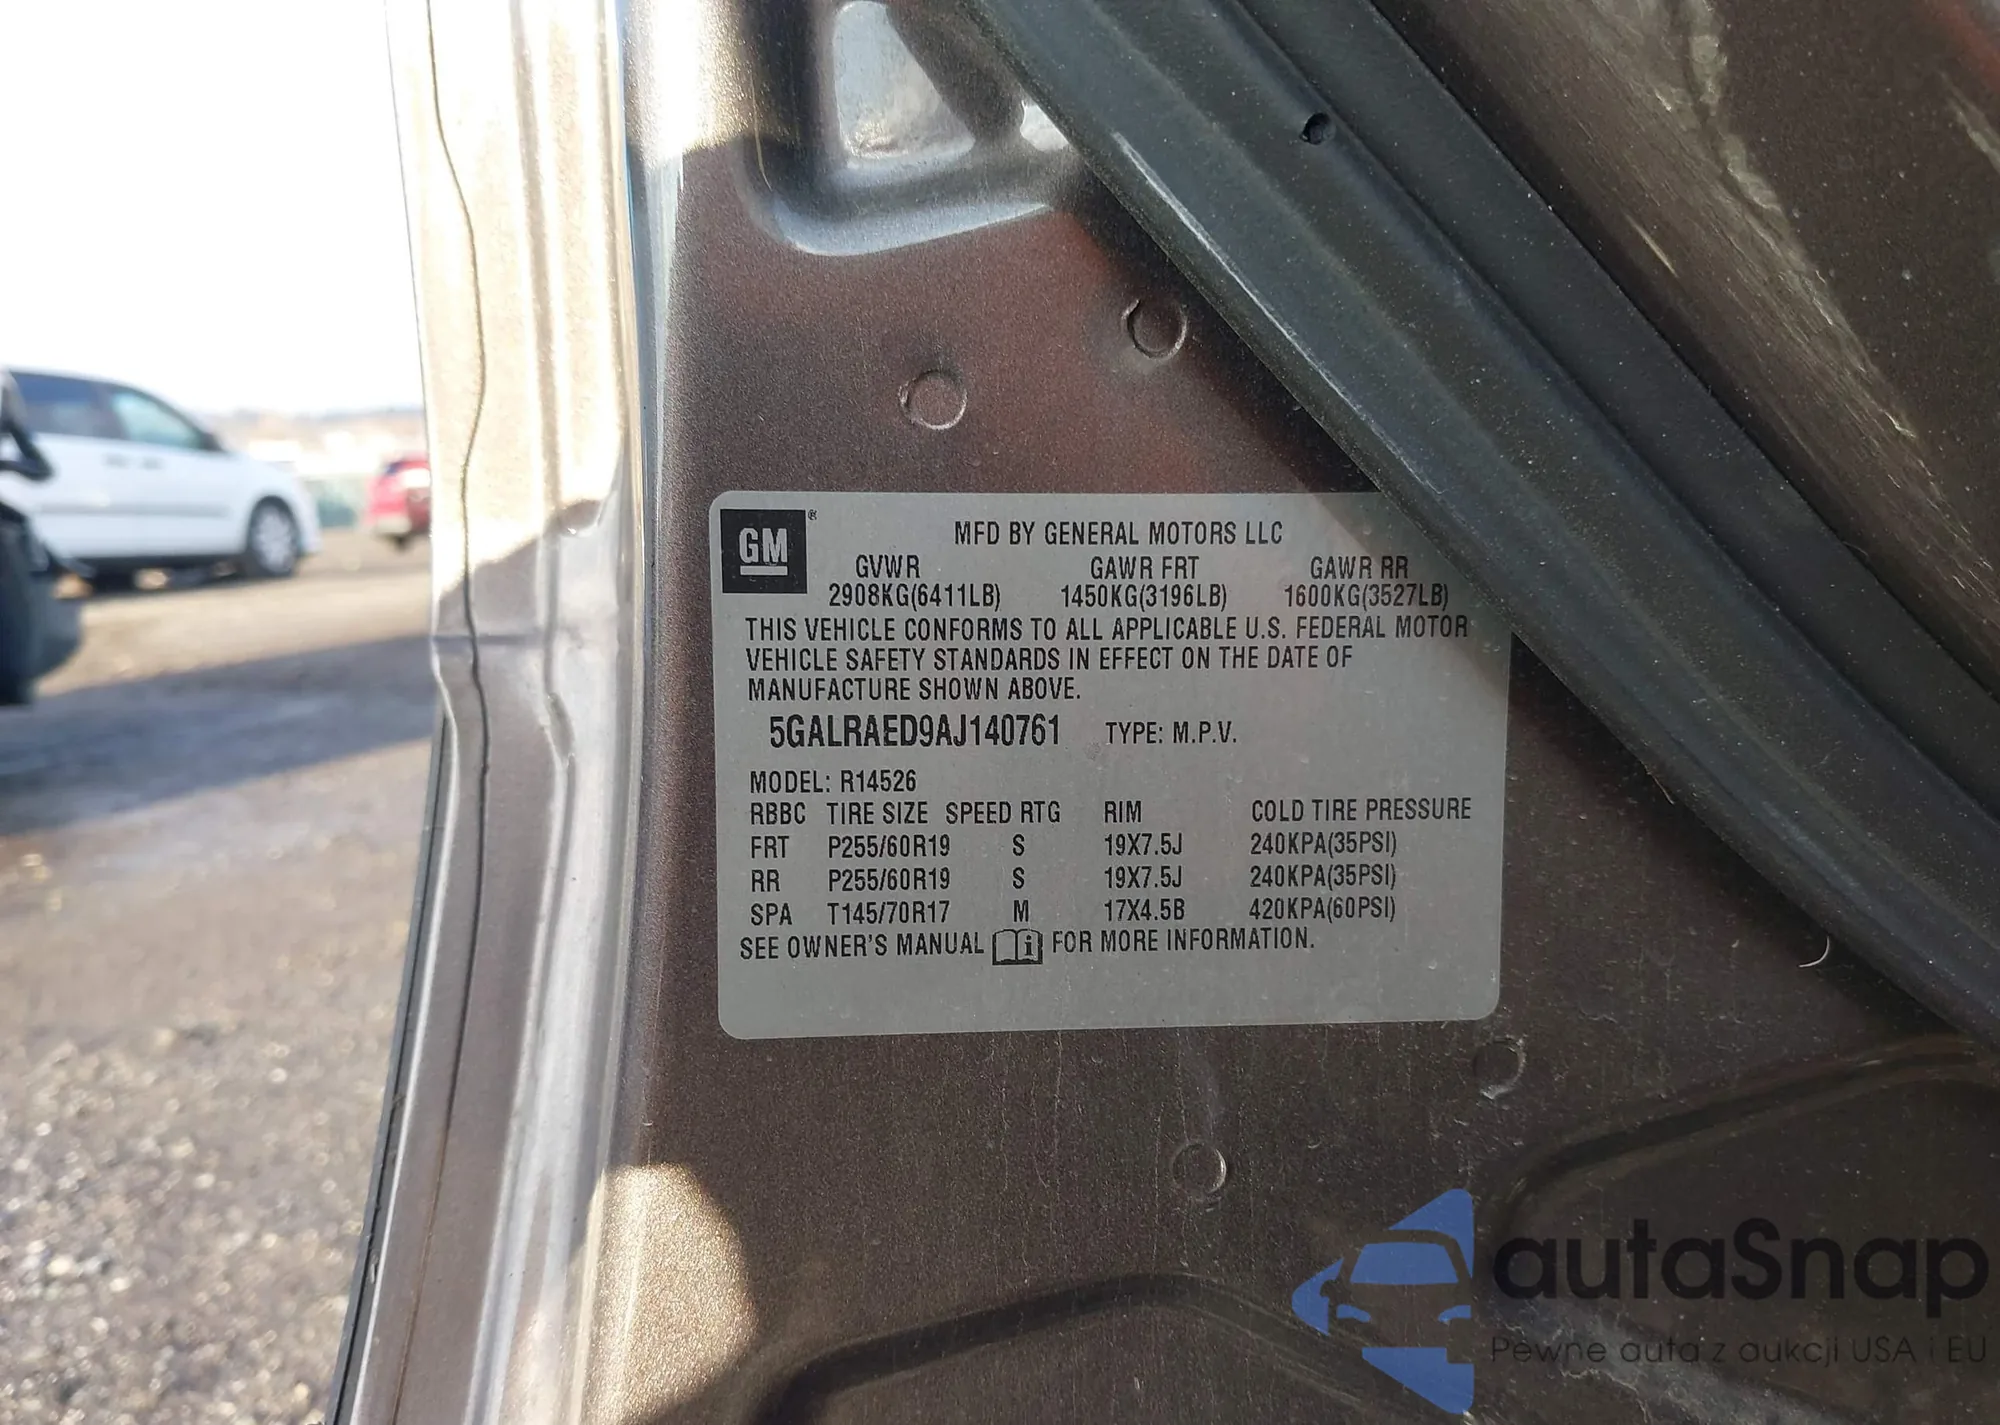 GM ®
MFD BY GENERAL MOTORS LLC
GVWR GAWR FRT GAWR RR
2908KG(6411LB) 1450KG(3196LB) 1600KG(3527LB)
THIS VEHICLE CONFORMS TO ALL APPLICABLE U.S. FEDERAL MOTOR
VEHICLE SAFETY STANDARDS IN EFFECT ON THE DATE OF
MANUFACTURE SHOWN ABOVE.
5GALRAED9AJ140761 TYPE: M.P.V.
MODEL: R14526
RBBC TIRE SIZE SPEED RTG RIM COLD TIRE PRESSURE
FRT P255/60R19 S 19X7.5J 240KPA(35PSI)
RR P255/60R19 S 19X7.5J 240KPA(35PSI)
SPA T145/70R17 M 17X4.5B 420KPA(60PSI)
SEE OWNER'S MANUAL i FOR MORE INFORMATION.
autaSnap
Pewne auta z aukcji USA i EU